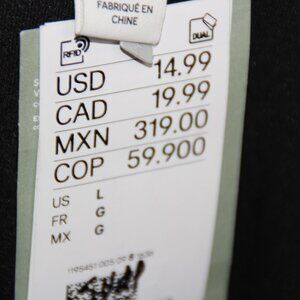 FABRIQUÉ EN
CHINE
RFID
DUAL
USD 14.99
CAD 19.99
MXN 319.00
COP 59.900
US L
FR G
MX G